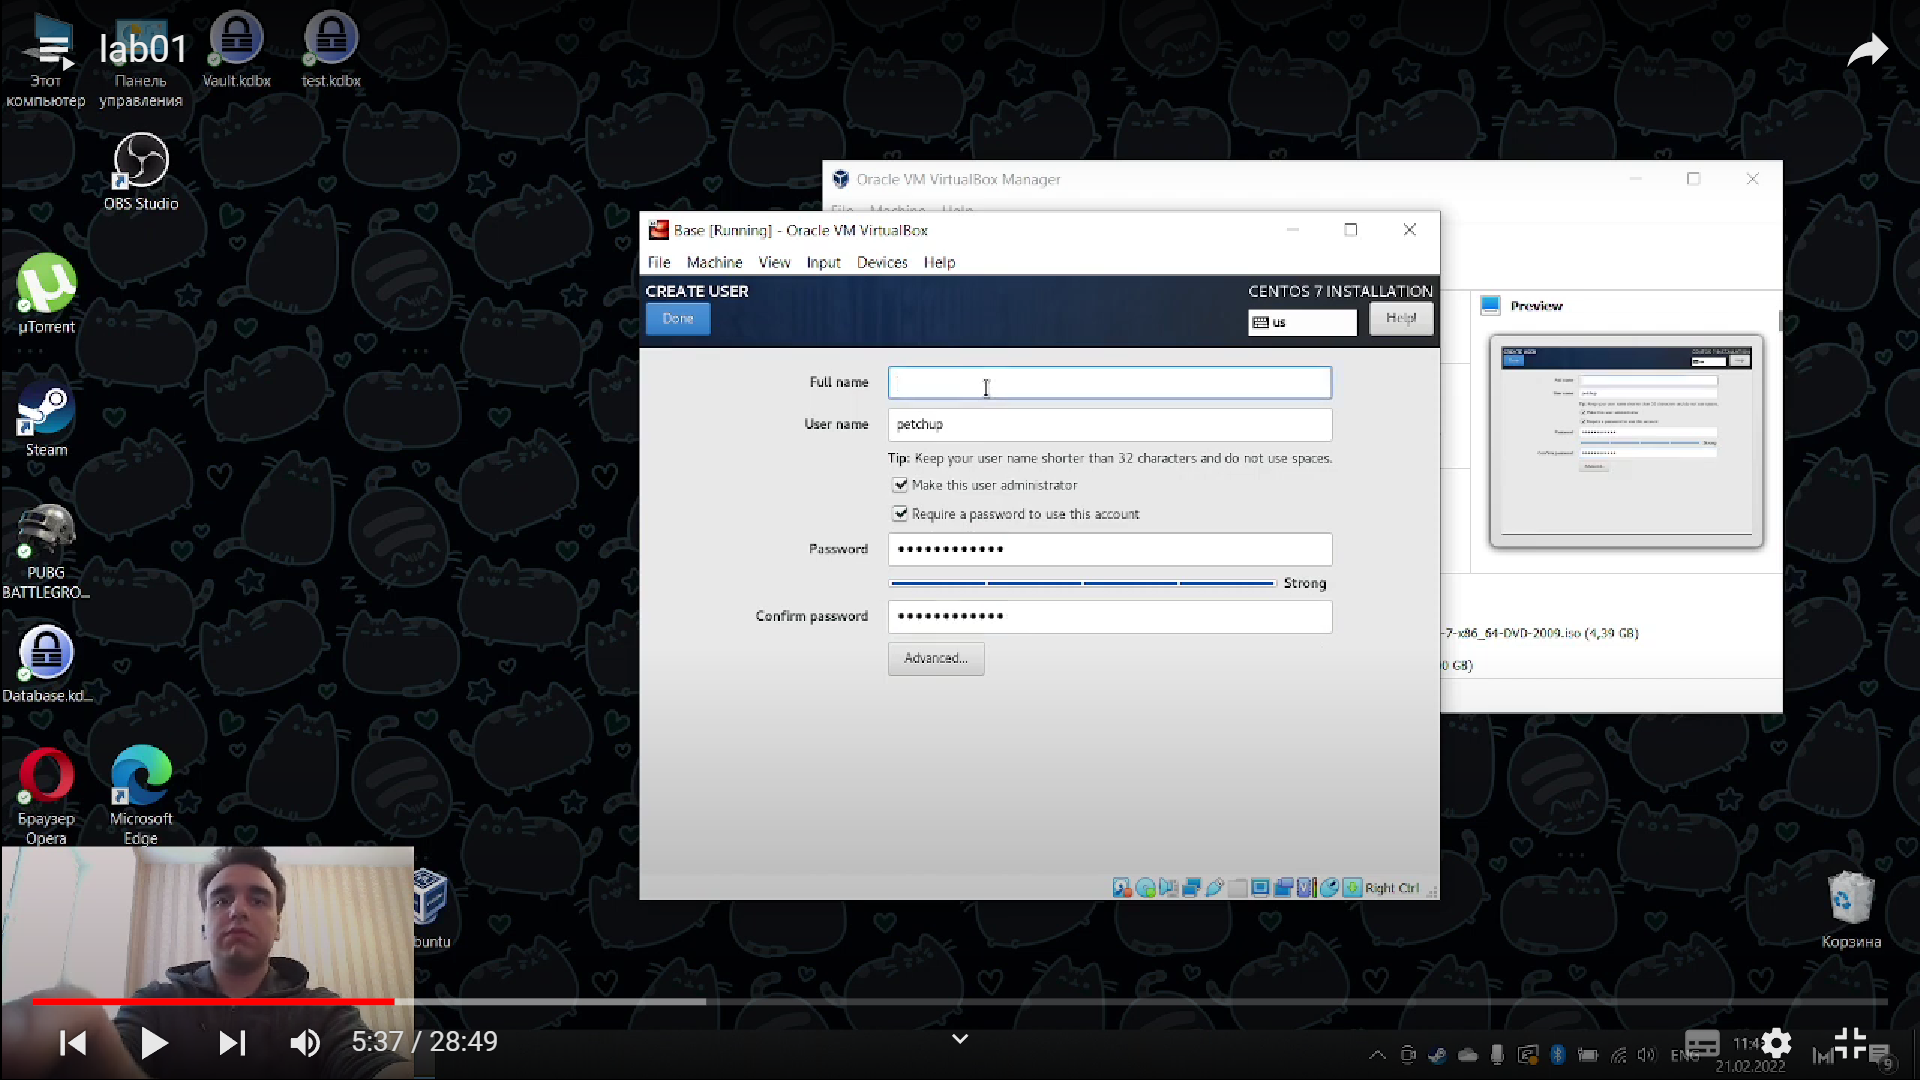 lab01
Этот компьютер
Панель управления
Vault.kdbx
test.kdbx
OBS Studio
µTorrent
Steam
PUBG BATTLEGRO...
Database.kd...
Браузер Opera
Microsoft Edge
buntu
Корзина
Oracle VM VirtualBox Manager
File Machine Help
Base [Running] - Oracle VM VirtualBox
File Machine View Input Devices Help
CREATE USER
CENTOS 7 INSTALLATION
Done
us
Help!
Full name
User name
petchup
Tip: Keep your user name shorter than 32 characters and do not use spaces.
Make this user administrator
Require a password to use this account
Password
••••••••••••
Strong
Confirm password
••••••••••••
Advanced...
Right Ctrl
Preview
-7-x86_64-DVD-2009.iso (4,39 GB)
0 GB)
5:37 / 28:49
ENG
11:4
21.02.2022
9